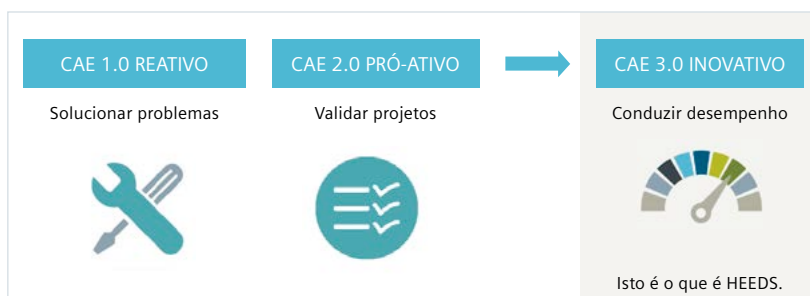 CAE 1.0 REATIVO
Solucionar problemas
CAE 2.0 PRÓ-ATIVO
Validar projetos
CAE 3.0 INOVATIVO
Conduzir desempenho
Isto é o que é HEEDS.